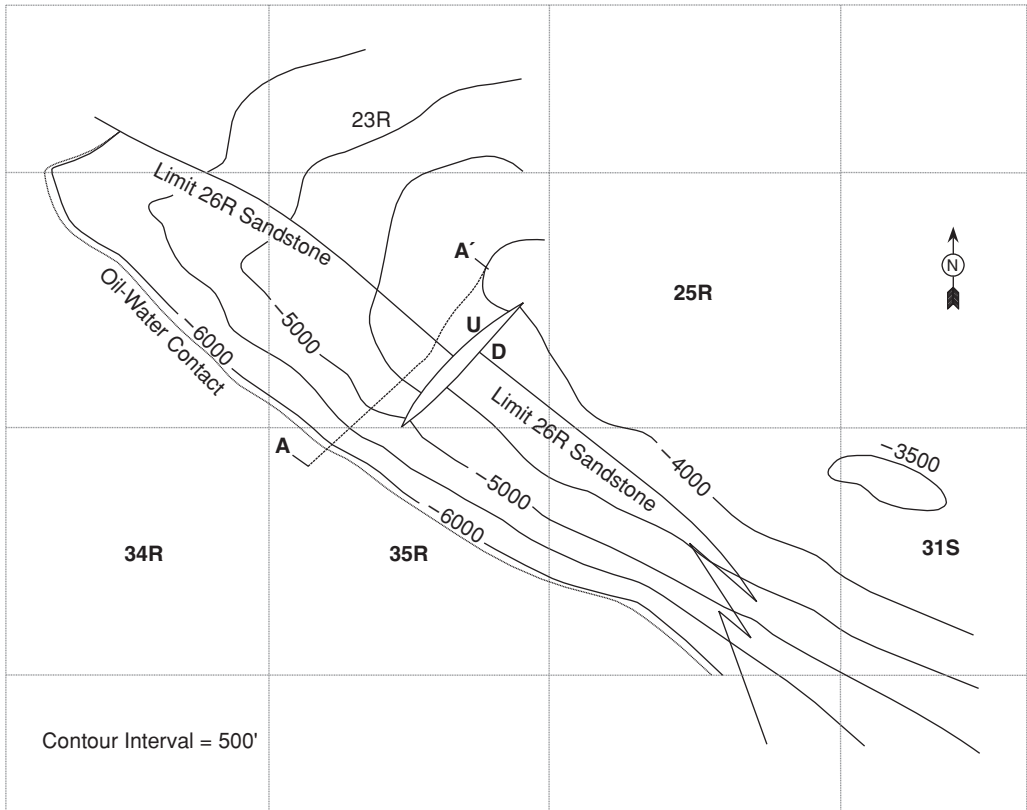 23R
Limit 26R Sandstone
A´
N
25R
Oil-Water Contact
−6000
−5000
U
D
Limit 26R Sandstone
A
−4000
−3500
−5000
−6000
34R
35R
31S
Contour Interval = 500'